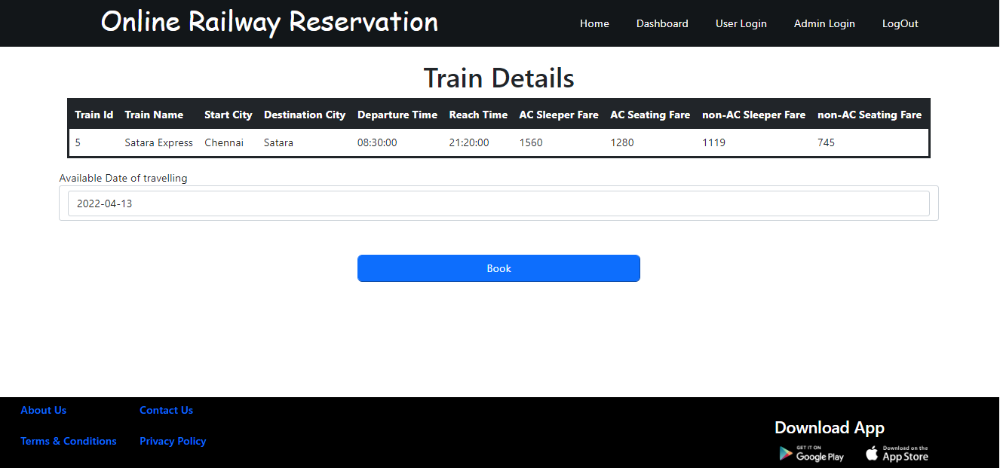 Online Railway Reservation Home Dashboard User Login Admin Login LogOut
Train Details
Train Id Train Name Start City Destination City Departure Time Reach Time AC Sleeper Fare AC Seating Fare non-AC Sleeper Fare non-AC Seating Fare
5 Satara Express Chennai Satara 08:30:00 21:20:00 1560 1280 1119 745
Available Date of travelling
2022-04-13
Book
About Us Contact Us
Terms & Conditions Privacy Policy
Download App
GET IT ON
Google Play
Download on the
App Store